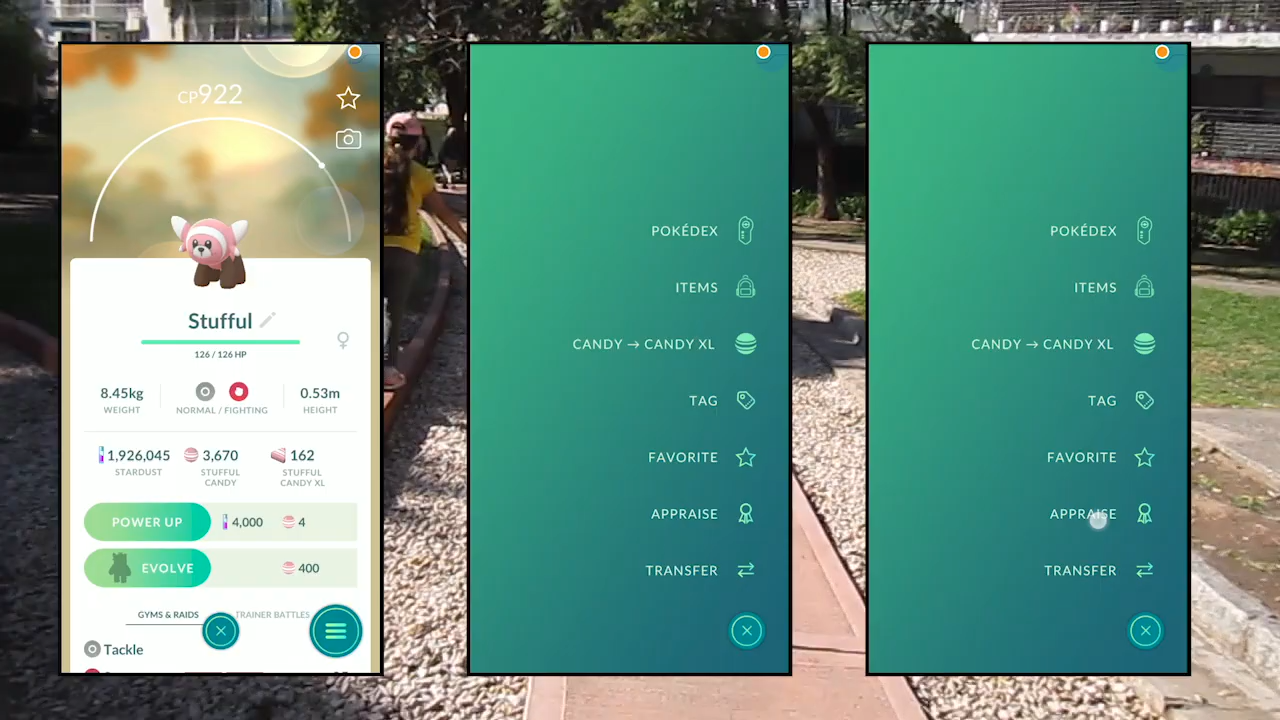 CP922
Stufful
126 / 126 HP
8.45kg
WEIGHT
NORMAL / FIGHTING
0.53m
HEIGHT
1,926,045
STARDUST
3,670
STUFFUL
CANDY
162
STUFFUL
CANDY XL
POWER UP
4,000
4
EVOLVE
400
GYMS & RAIDS
TRAINER BATTLES
Tackle
POKÉDEX
ITEMS
CANDY → CANDY XL
TAG
FAVORITE
APPRAISE
TRANSFER
POKÉDEX
ITEMS
CANDY → CANDY XL
TAG
FAVORITE
APPRAISE
TRANSFER